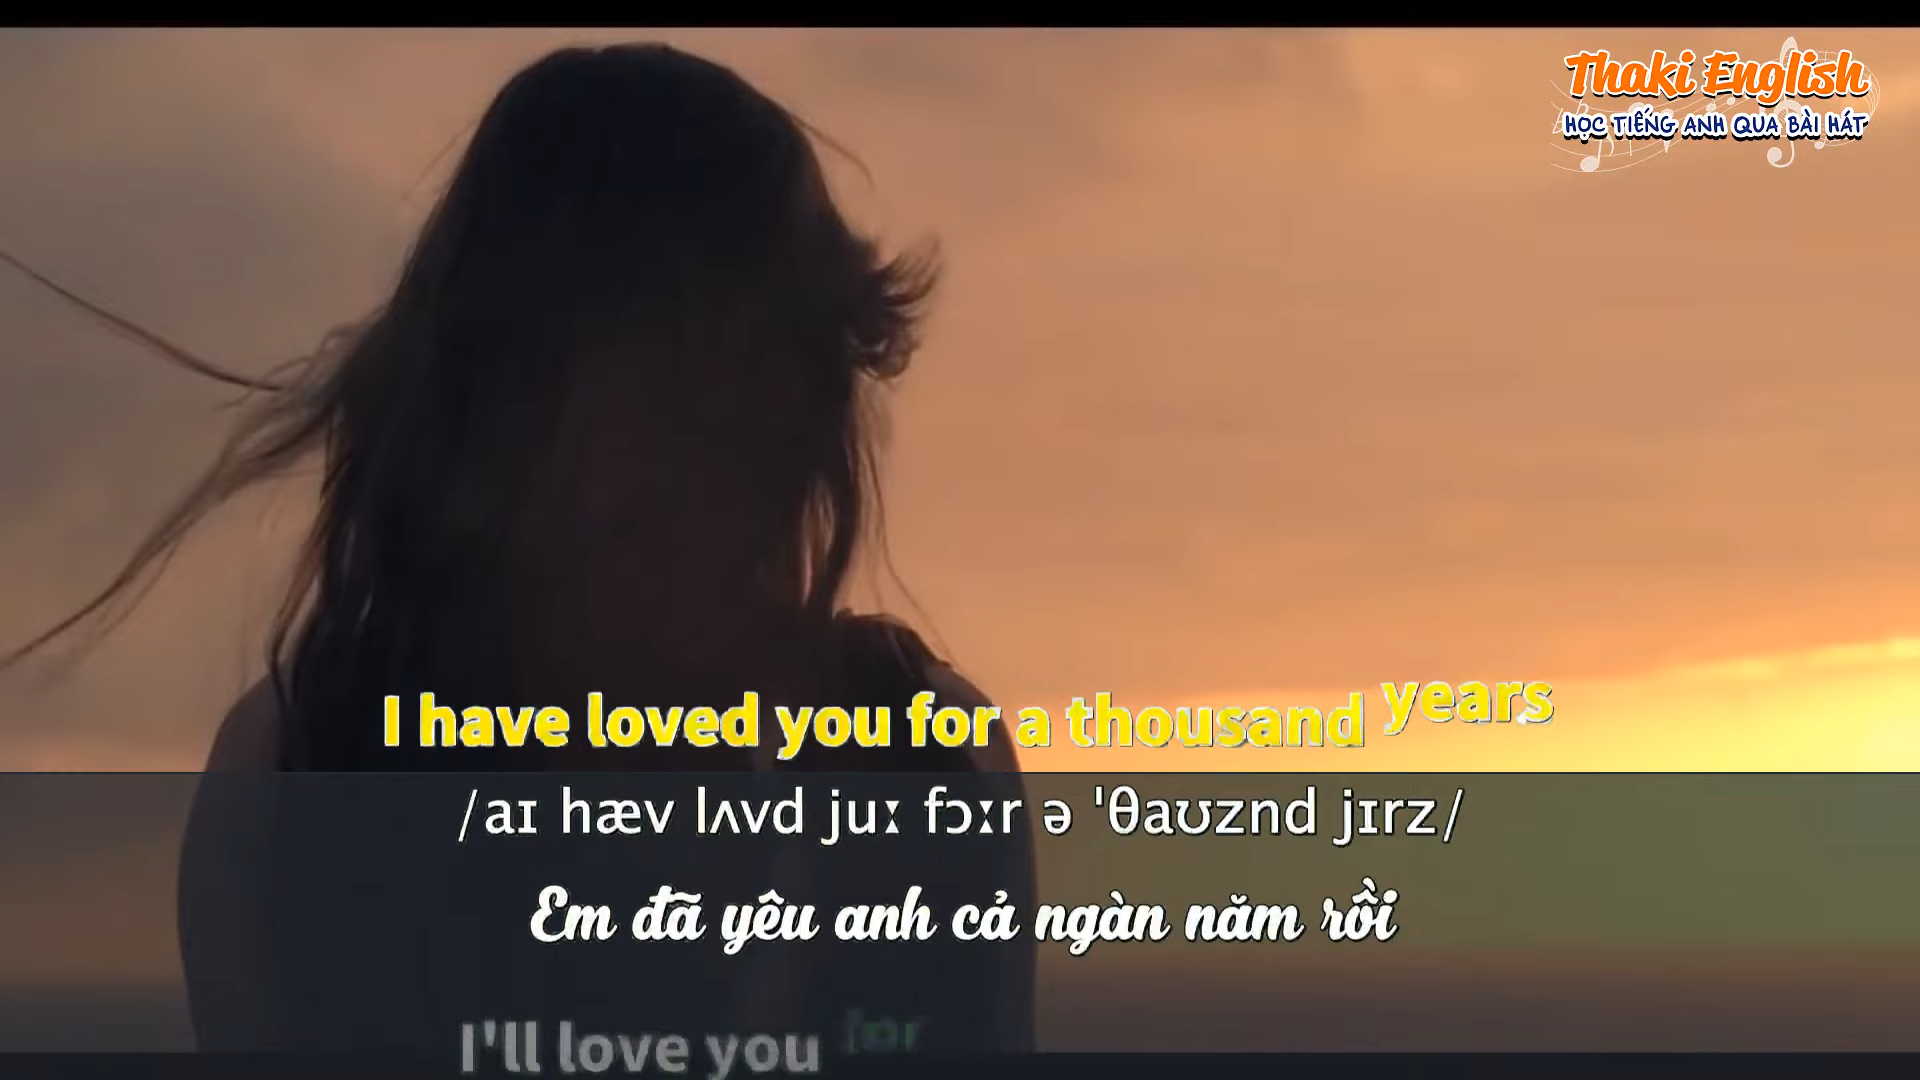 Thaki English
HỌC TIẾNG ANH QUA BÀI HÁT
I have loved you for a thousand years
/aɪ hæv lʌvd juː fɔːr ə ˈθaʊznd jɪrz/
Em đã yêu anh cả ngàn năm rồi
I'll love you for